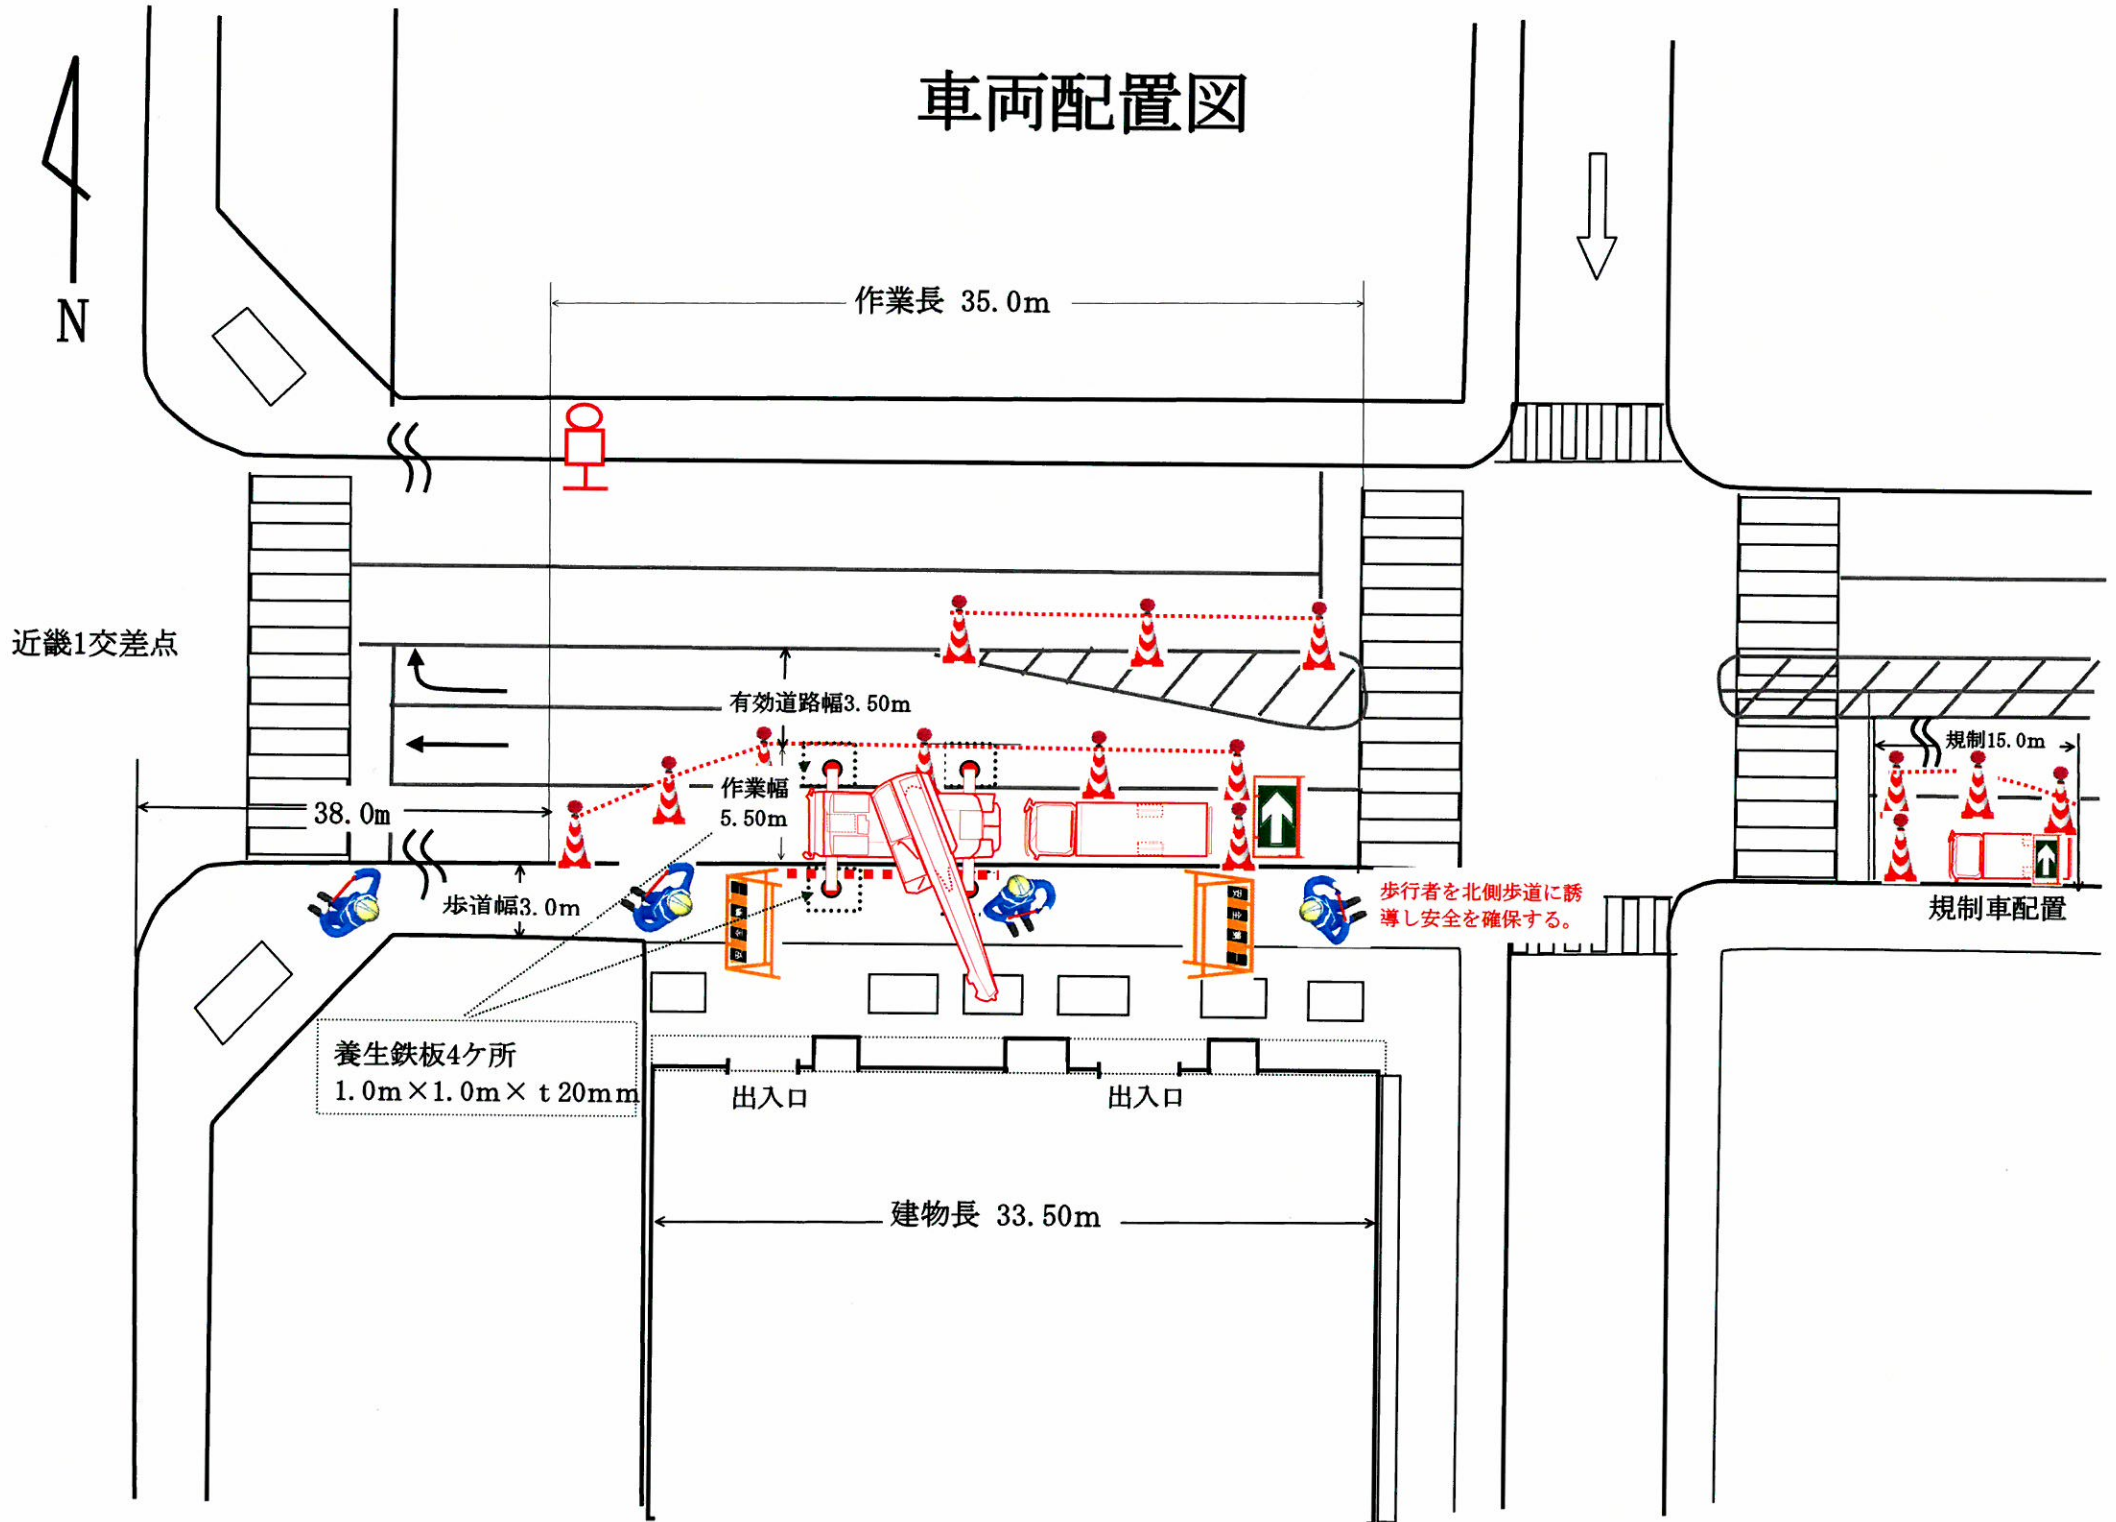 車両配置図
N
作業長 35.0m
近畿1交差点
有効道路幅3.50m
規制15.0m
作業幅
5.50m
38.0m
歩道幅3.0m
歩行者を北側歩道に誘
導し安全を確保する。
規制車配置
養生鉄板4ケ所
1.0m×1.0m×t20mm
出入口
出入口
建物長 33.50m